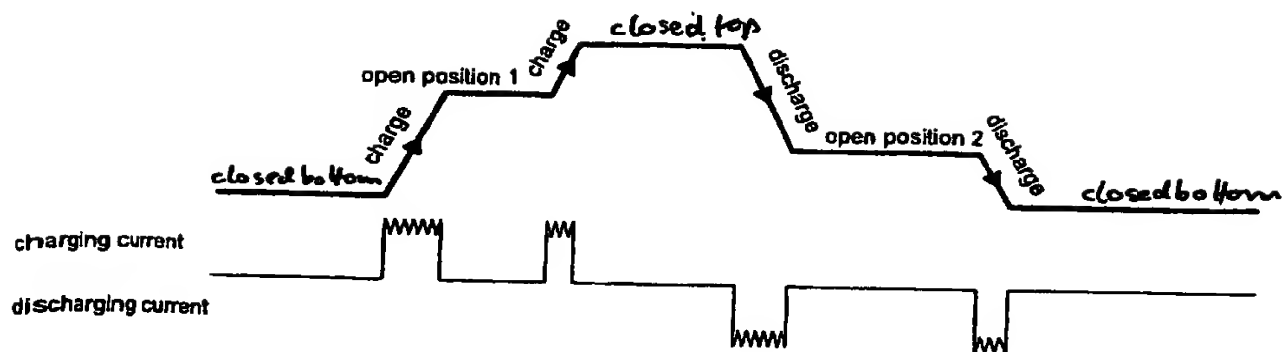 closed top
charge
open position 1
charge
discharge
open position 2
discharge
closed bottom
closed bottom
charging current
discharging current